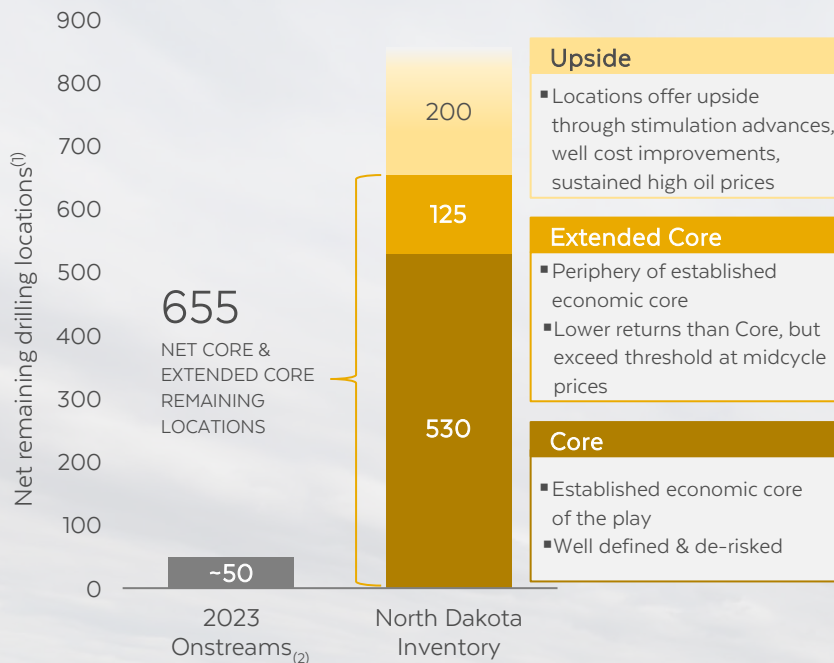 900
800
700
600
500
400
300
200
100
0
Net remaining drilling locations(1)
655
NET CORE &
EXTENDED CORE
REMAINING
LOCATIONS
~50
200
125
530
2023
Onstreams(2)
North Dakota
Inventory
Upside
▪ Locations offer upside
through stimulation advances,
well cost improvements,
sustained high oil prices
Extended Core
▪ Periphery of established
economic core
▪ Lower returns than Core, but
exceed threshold at midcycle
prices
Core
▪ Established economic core
of the play
▪ Well defined & de-risked